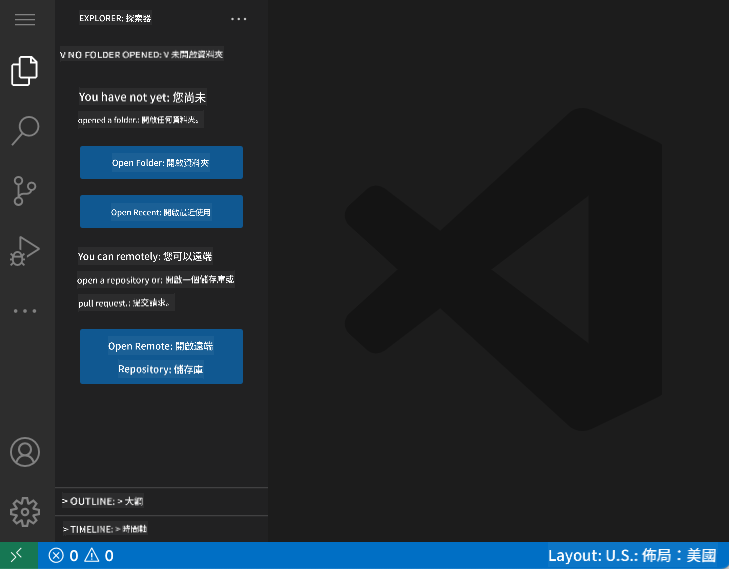 EXPLORER: 探索器
V NO FOLDER OPENED: V 未開啟資料夾
You have not yet: 您尚未
opened a folder.: 開啟任何資料夾。
Open Folder: 開啟資料夾
Open Recent: 開啟最近使用
You can remotely: 您可以遠端
open a repository or: 開啟一個儲存庫或
pull request.: 提交請求。
Open Remote: 開啟遠端
Repository: 儲存庫
> OUTLINE: > 大綱
> TIMELINE: > 時間軸
0 0 Layout: U.S.: 佈局：美國